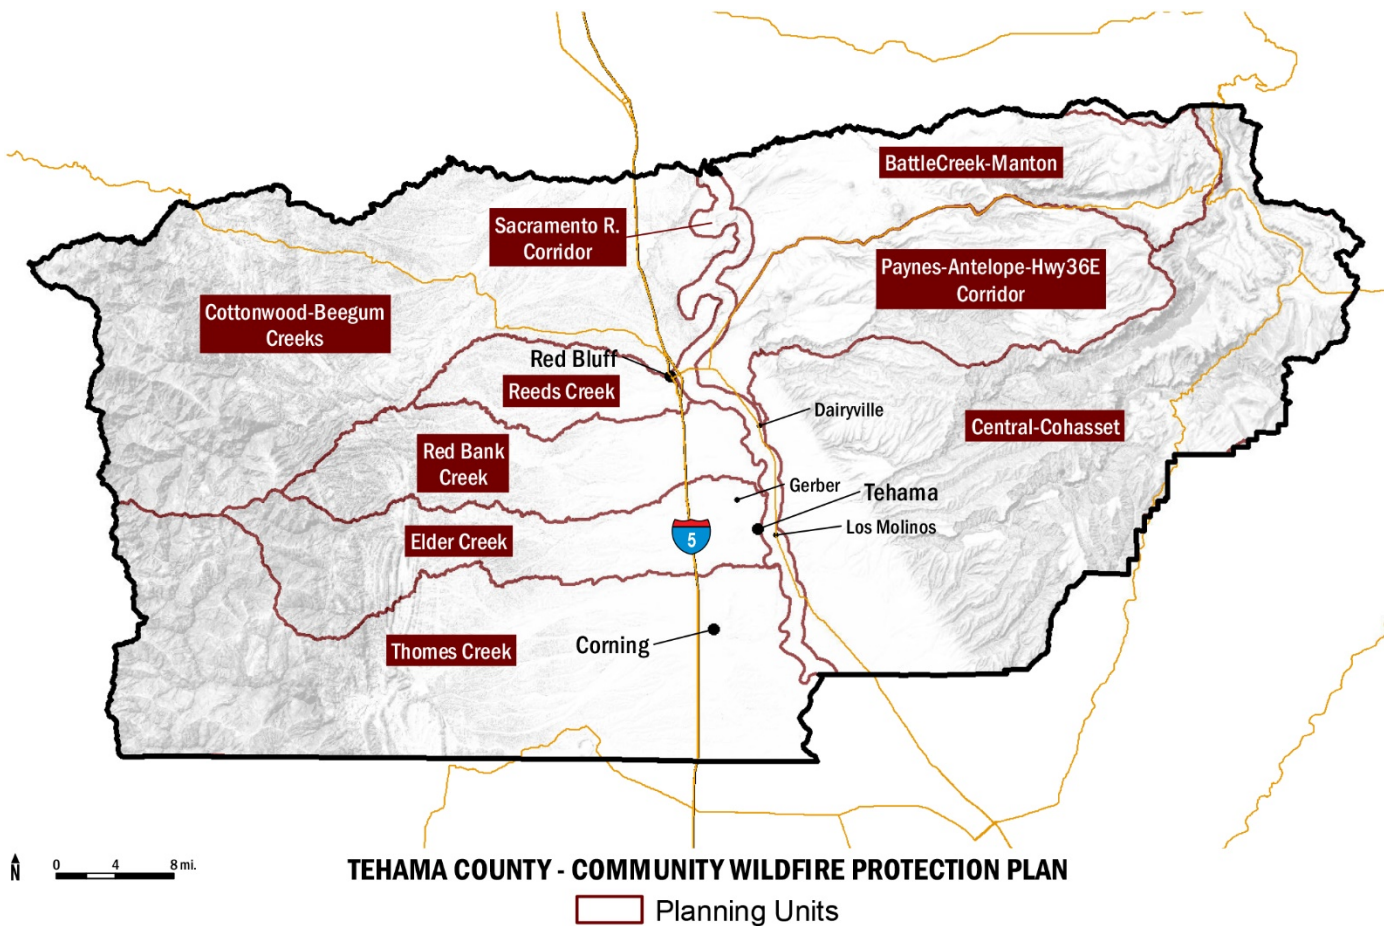 BattleCreek-Manton
Sacramento R.
Corridor
Paynes-Antelope-Hwy36E
Corridor
Cottonwood-Beegum
Creeks
Red Bluff
Reeds Creek
Dairyville
Central-Cohasset
Red Bank
Creek
Gerber
Tehama
Los Molinos
Elder Creek
5
Corning
Thomes Creek
N
0 4 8 mi.
TEHAMA COUNTY - COMMUNITY WILDFIRE PROTECTION PLAN
Planning Units